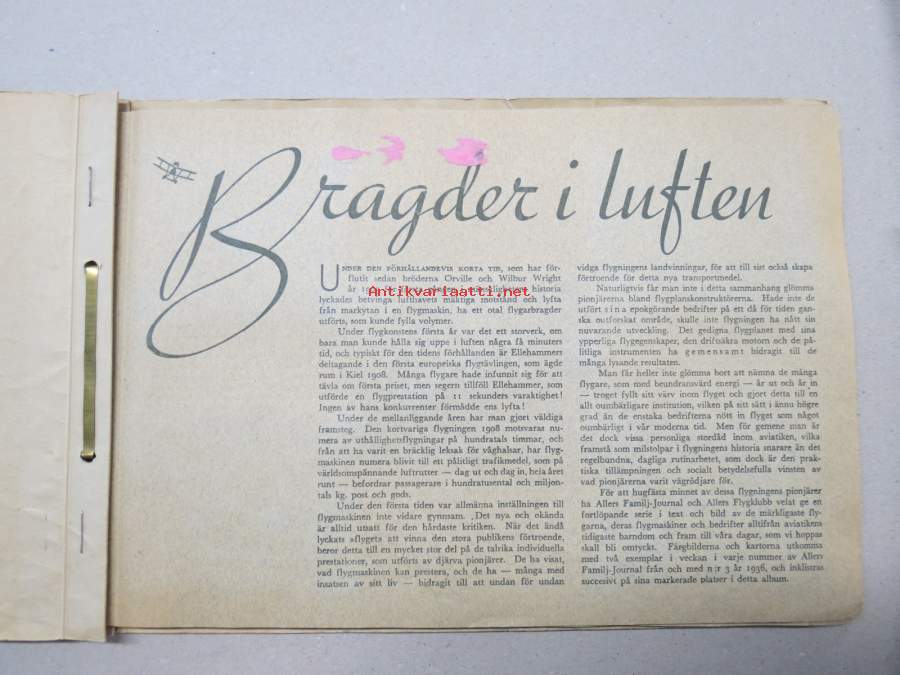 Bragder i luften
UNDER DEN FÖRHÅLLANDEVIS KORTA TID, som har för-
flutit sedan bröderna Orville och Wilbur Wright
år historia
Antikvariaatti.net
lyckades betvinga lufthavets mäktiga motstånd och lyfta
från markytan i en flygmaskin, ha ett otal flygarbragder
utförts, som kunde fylla volymer.
Under flygkonstens första år var det ett storverk, om
bara man kunde hålla sig uppe i luften några få minuters
tid, och typiskt för den tidens förhållanden är Ellehammers
deltagande i den första europeiska flygtävlingen, som ägde
rum i Kiel 1908. Många flygare hade infunnit sig för att
tävla om första priset, men segern tillföll Ellehammer, som
utförde en flygprestation på 11 sekunders varaktighet!
Ingen av hans konkurrenter förmådde ens lyfta!
Under de mellanliggande åren har man gjort väldiga
framsteg. Den kortvariga flygningen 1908 motsvaras nu-
mera av uthållighetsflygningar på hundratals timmar, och
från att ha varit en bräcklig leksak för våghalsar, har flyg-
maskinen numera blivit till ett pålitligt trafikmedel, som på
världsomspännande luftrutter — dag ut och dag in, hela året
runt — befordrar passagerare i hundratusental och miljon-
tals kg. post och gods.
Under den första tiden var allmänna inställningen till
flygmaskinen inte vidare gynnsam. Det nya och okända
är alltid utsatt för den hårdaste kritiken. När det ändå
lyckats »flyget» att vinna den stora publikens förtroende,
beror detta till en mycket stor del på de talrika individuella
prestationer, som utförts av djärva pionjärer. De ha visat,
vad flygmaskinen kan prestera, och de ha — många med
insatsen av sitt liv — bidragit till att undan för undan
vidga flygningens landvinningar, för att till sist också skapa
förtroende för detta nya transportmedel.
Naturligtvis får man inte i detta sammanhang glömma
pionjärerna bland flygplanskonstruktörerna. Hade inte de
utfört sina epokgörande bedrifter på ett då för tiden gan-
ska outforskat område, skulle inte flygningen ha nått sin
nuvarande utveckling. Det gedigna flygplanet med sina
ypperliga flygegenskaper, den driftsäkra motorn och de på-
litliga instrumenten ha gemensamt bidragit till de
många lysande resultaten.
Man får heller inte glömma bort att nämna de många
flygare, som med beundransvärd energi — år ut och år in
— troget fyllt sitt värv inom flyget och gjort detta till en
allt oumbärligare institution, vilken på sitt sätt i ännu högre
grad än de enstaka bedrifterna nött in flyget som något
oumbärligt i vår moderna tid. Men för gemene man är
det dock vissa personliga stordåd inom aviatiken, vilka
framstå som milstolpar i flygningens historia snarare än det
regelbundna, dagliga rutinarbetet, som dock är den prak-
tiska tillämpningen och socialt betydelsefulla vinsten av
vad pionjärerna varit vägrödjare för.
För att hugfästa minnet av dessa flygningens pionjärer
ha Allers Familj-Journal och Allers Flygklubb velat ge en
fortlöpande serie i text och bild av de märkligaste flyg-
garna, deras flygmaskiner och bedrifter alltifrån aviatikens
tidigaste barndom och fram till våra dagar, som vi hoppas
skall bli omtyckt. Färgbilderna och kartorna utkomma
med två exemplar i veckan i varje nummer av Allers
Familj-Journal från och med n:r 3 år 1936, och inklistras
succesivt på sina markerade platser i detta album.